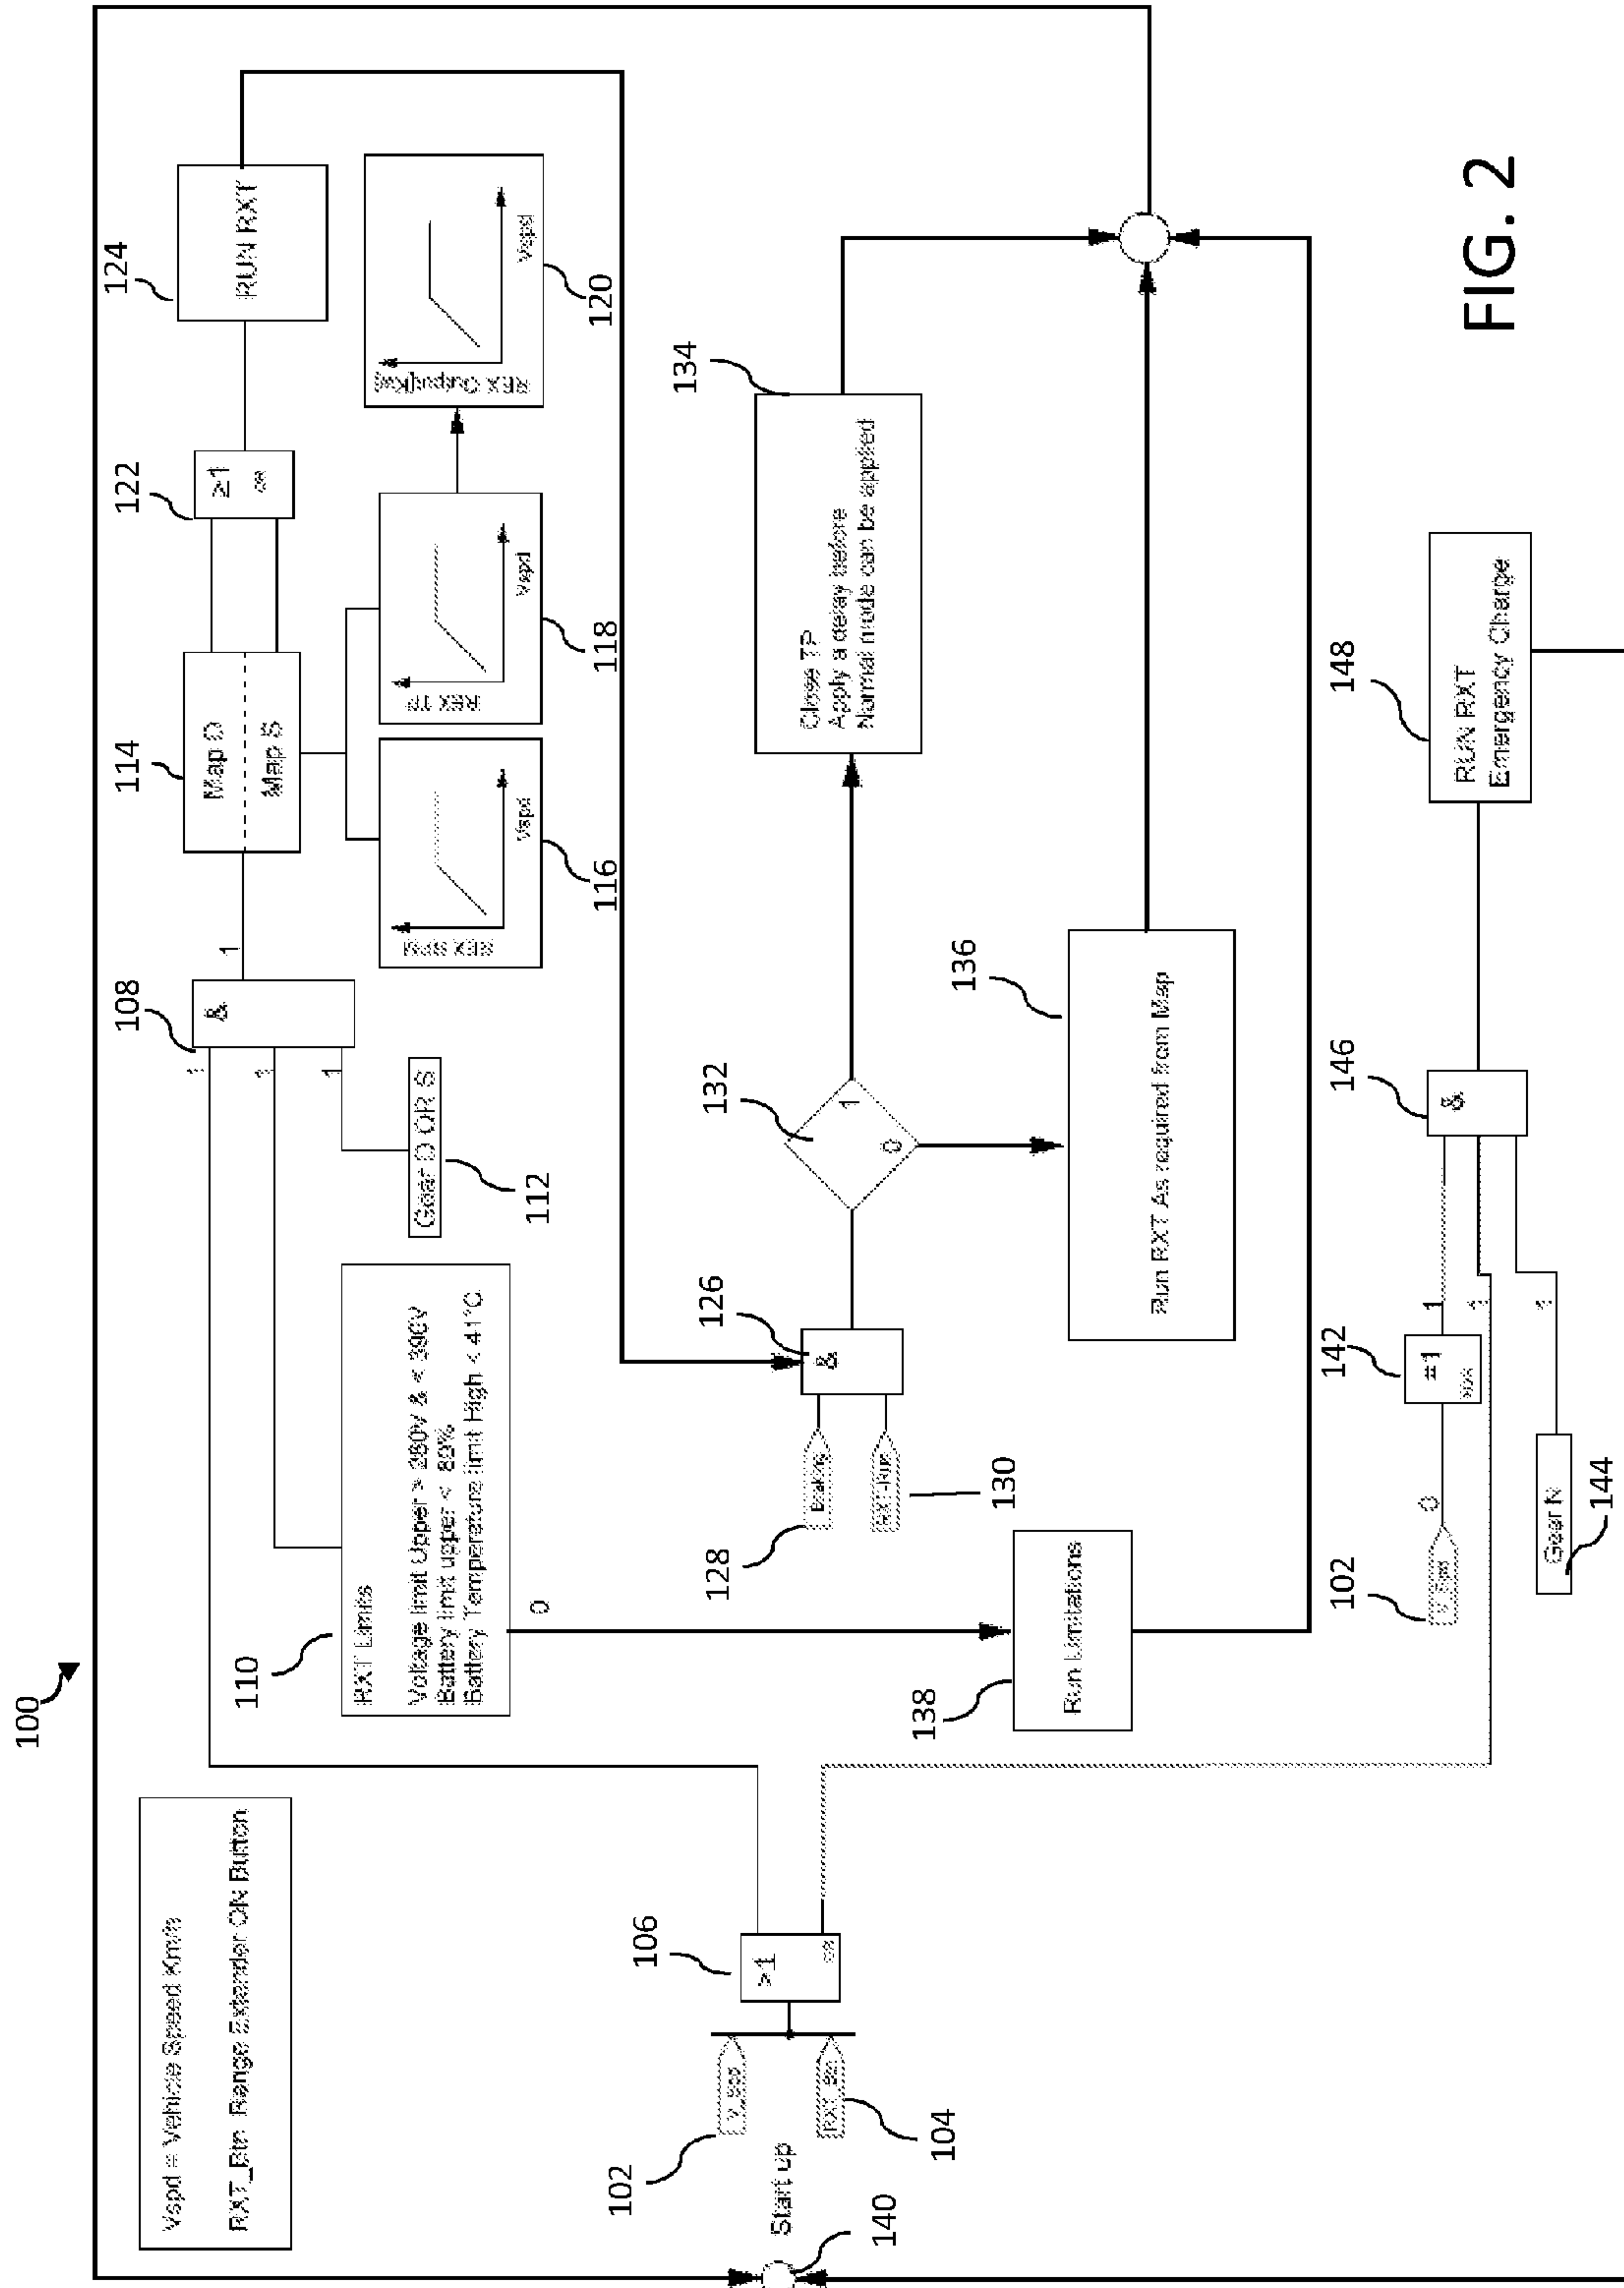 100
Vspd = Vehicle Speed Km/h
RXT_Btn Range Extender ON Button
Start up
140
102
V_Spd
RXT_Btn
104
106
≥1
110
RXT Limits
Voltage limit Upper > 280V & < 390V
Battery limit upper < 80%
Battery Temperature limit High < 41°C
0
112
Gear D OR S
108
&
1
1
1
1
114
Map D
Map S
116
REX RPM
Vspd
118
REX TP
Vspd
120
REX Output[Kw]
Vspd
122
≥1
124
RUN RXT
126
&
128
Braking
130
RXT-Run
132
1
0
134
Close TP
Apply a delay before
Normal mode can be applied
136
Run RXT As required from Map
138
Run Limitations
102
0
142
#1
1
1
1
144
Gear N
146
&
148
RUN RXT
Emergency Charge
FIG. 2